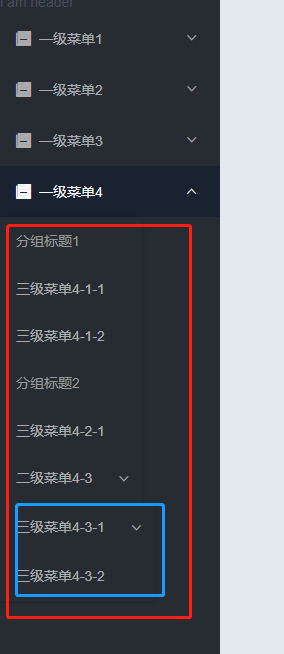 I am header
一级菜单1
一级菜单2
一级菜单3
一级菜单4
分组标题1
三级菜单4-1-1
三级菜单4-1-2
分组标题2
三级菜单4-2-1
二级菜单4-3
三级菜单4-3-1
三级菜单4-3-2